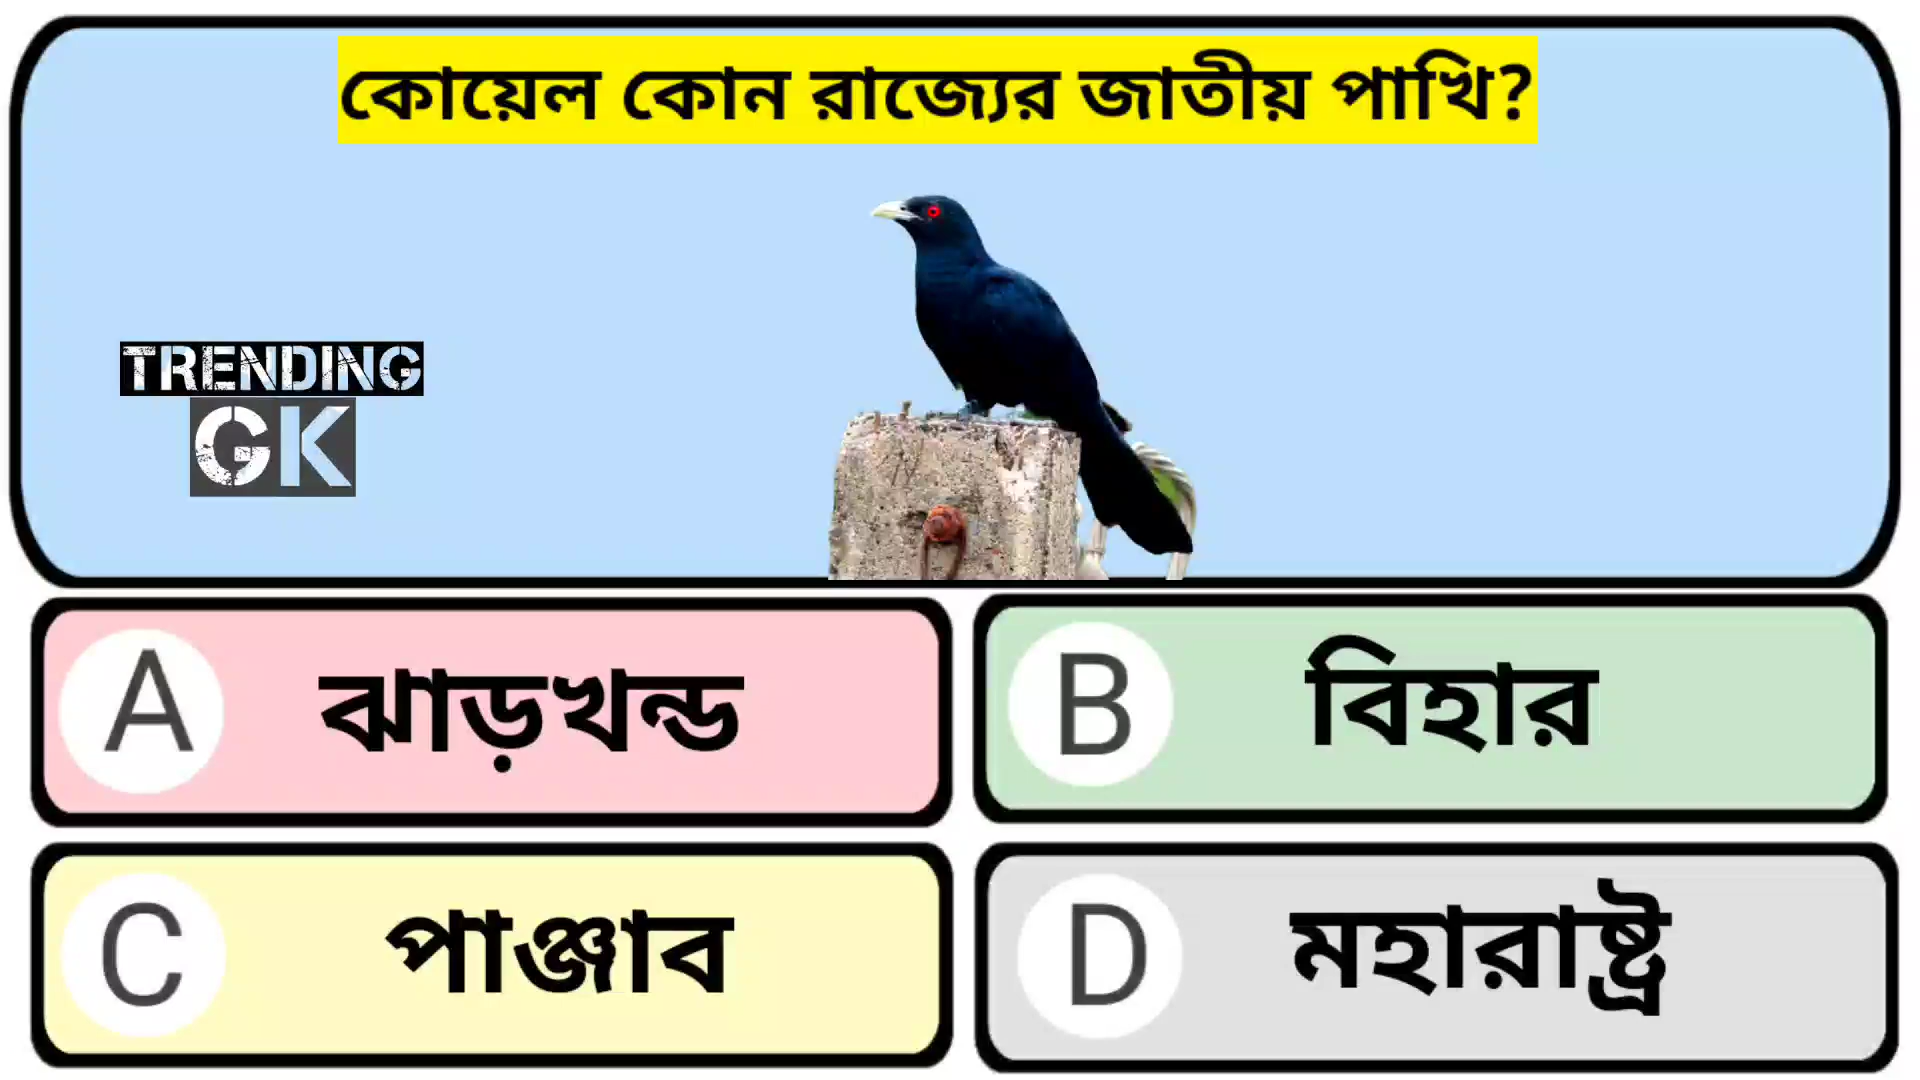 কোয়েল কোন রাজ্যের জাতীয় পাখি?
TRENDING
GK
A ঝাড়খন্ড
B বিহার
C পাঞ্জাব
D মহারাষ্ট্র